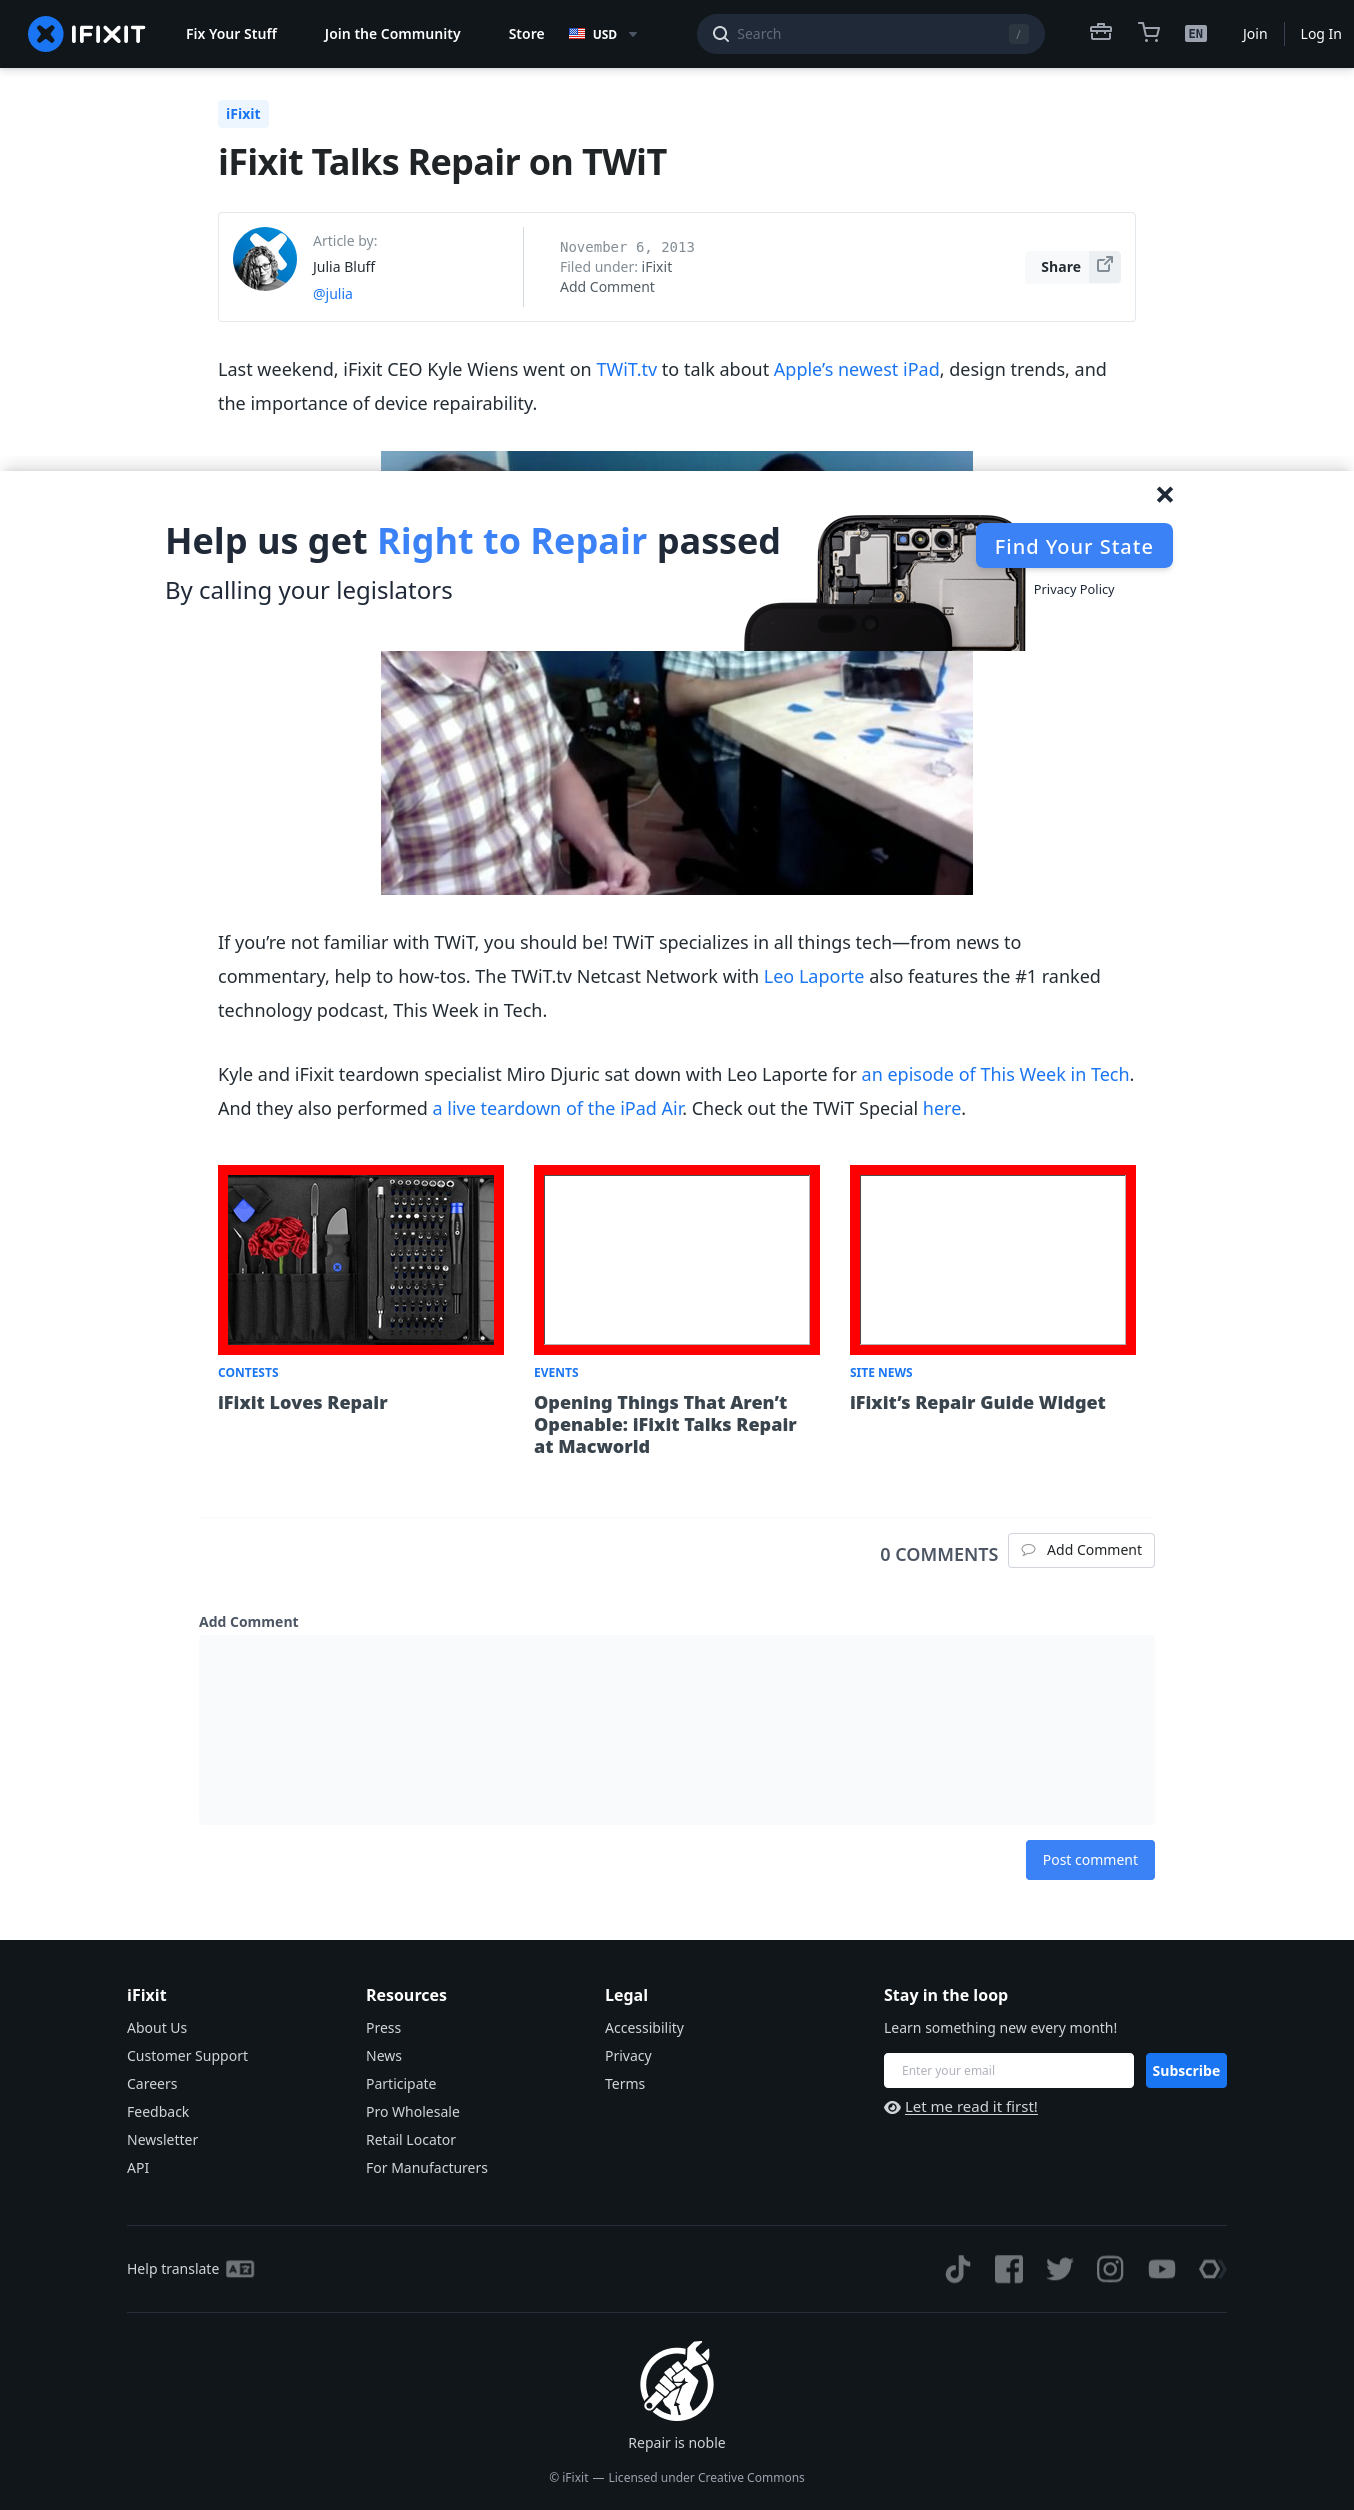 IFIXIT
Fix Your Stuff
Join the Community
Store
USD
Search
/
EN
Join
Log In
iFixit
iFixit Talks Repair on TWiT
Article by:
Julia Bluff
@julia
November 6, 2013
Filed under: iFixit
Add Comment
Share
Last weekend, iFixit CEO Kyle Wiens went on TWiT.tv to talk about Apple’s newest iPad, design trends, and
the importance of device repairability.
Help us get Right to Repair passed
By calling your legislators
Find Your State
Privacy Policy
If you’re not familiar with TWiT, you should be! TWiT specializes in all things tech—from news to
commentary, help to how-tos. The TWiT.tv Netcast Network with Leo Laporte also features the #1 ranked
technology podcast, This Week in Tech.
Kyle and iFixit teardown specialist Miro Djuric sat down with Leo Laporte for an episode of This Week in Tech.
And they also performed a live teardown of the iPad Air. Check out the TWiT Special here.
CONTESTS
iFixit Loves Repair
EVENTS
Opening Things That Aren’t
Openable: iFixit Talks Repair
at Macworld
SITE NEWS
iFixit’s Repair Guide Widget
0 COMMENTS
Add Comment
Add Comment
Post comment
iFixit
About Us
Customer Support
Careers
Feedback
Newsletter
API
Resources
Press
News
Participate
Pro Wholesale
Retail Locator
For Manufacturers
Legal
Accessibility
Privacy
Terms
Stay in the loop
Learn something new every month!
Enter your email
Subscribe
Let me read it first!
Help translate
Repair is noble
© iFixit — Licensed under Creative Commons